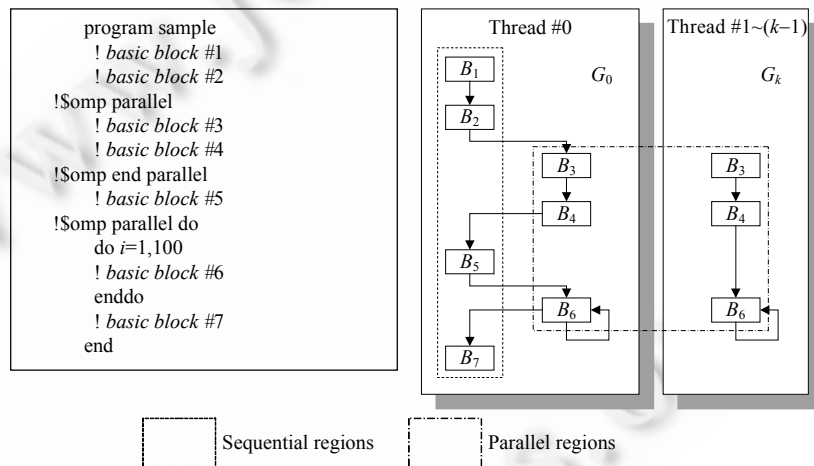 program sample
! basic block #1
! basic block #2
!$omp parallel
! basic block #3
! basic block #4
!$omp end parallel
! basic block #5
!$omp parallel do
do i=1,100
! basic block #6
enddo
! basic block #7
end
Thread #0
G0
B1
B2
B3
B4
B5
B6
B7
Thread #1~(k−1)
Gk
B3
B4
B6
Sequential regions
Parallel regions